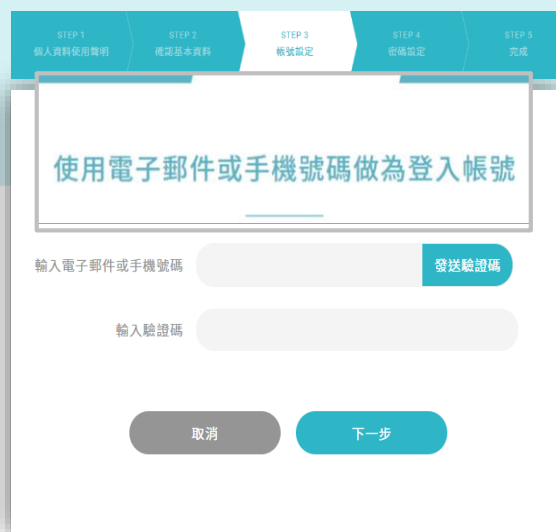 STEP 1
個人資料使用聲明
STEP 2
確認基本資料
STEP 3
帳號設定
STEP 4
密碼設定
STEP 5
完成
使用電子郵件或手機號碼做為登入帳號
輸入電子郵件或手機號碼
發送驗證碼
輸入驗證碼
取消
下一步